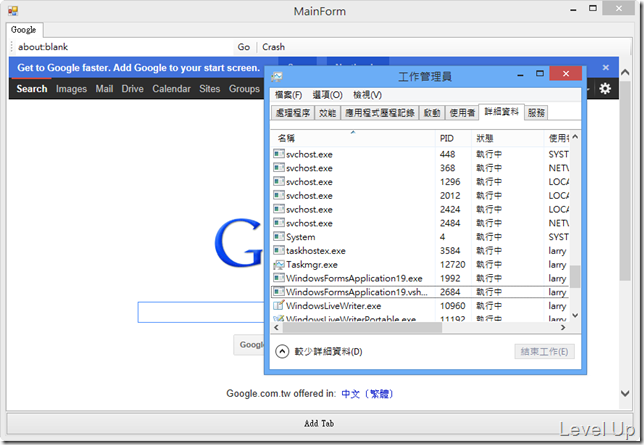 MainForm
Google
about:blank Go Crash
Get to Google faster. Add Google to your start screen.
Search Images Mail Drive Calendar Sites Groups
G
Google
Google.com.tw offered in: 中文（繁體）
Add Tab
工作管理員
檔案(F) 選項(O) 檢視(V)
處理程序 效能 應用程式歷程記錄 啟動 使用者 詳細資料 服務
名稱 PID 狀態 使用者
svchost.exe 448 執行中 SYST
svchost.exe 368 執行中 NETV
svchost.exe 1296 執行中 LOCA
svchost.exe 2012 執行中 LOCA
svchost.exe 2424 執行中 LOCA
svchost.exe 2484 執行中 NETV
System 4 執行中 SYST
taskhostex.exe 3584 執行中 larry
Taskmgr.exe 12720 執行中 larry
WindowsFormsApplication19.exe 1992 執行中 larry
WindowsFormsApplication19.vsh... 2684 執行中 larry
WindowsLiveWriter.exe 10960 執行中 larry
WindowsLivePortable.exe 11192 執行中 larry
較少詳細資料(D) 結束工作(E)
Level Up